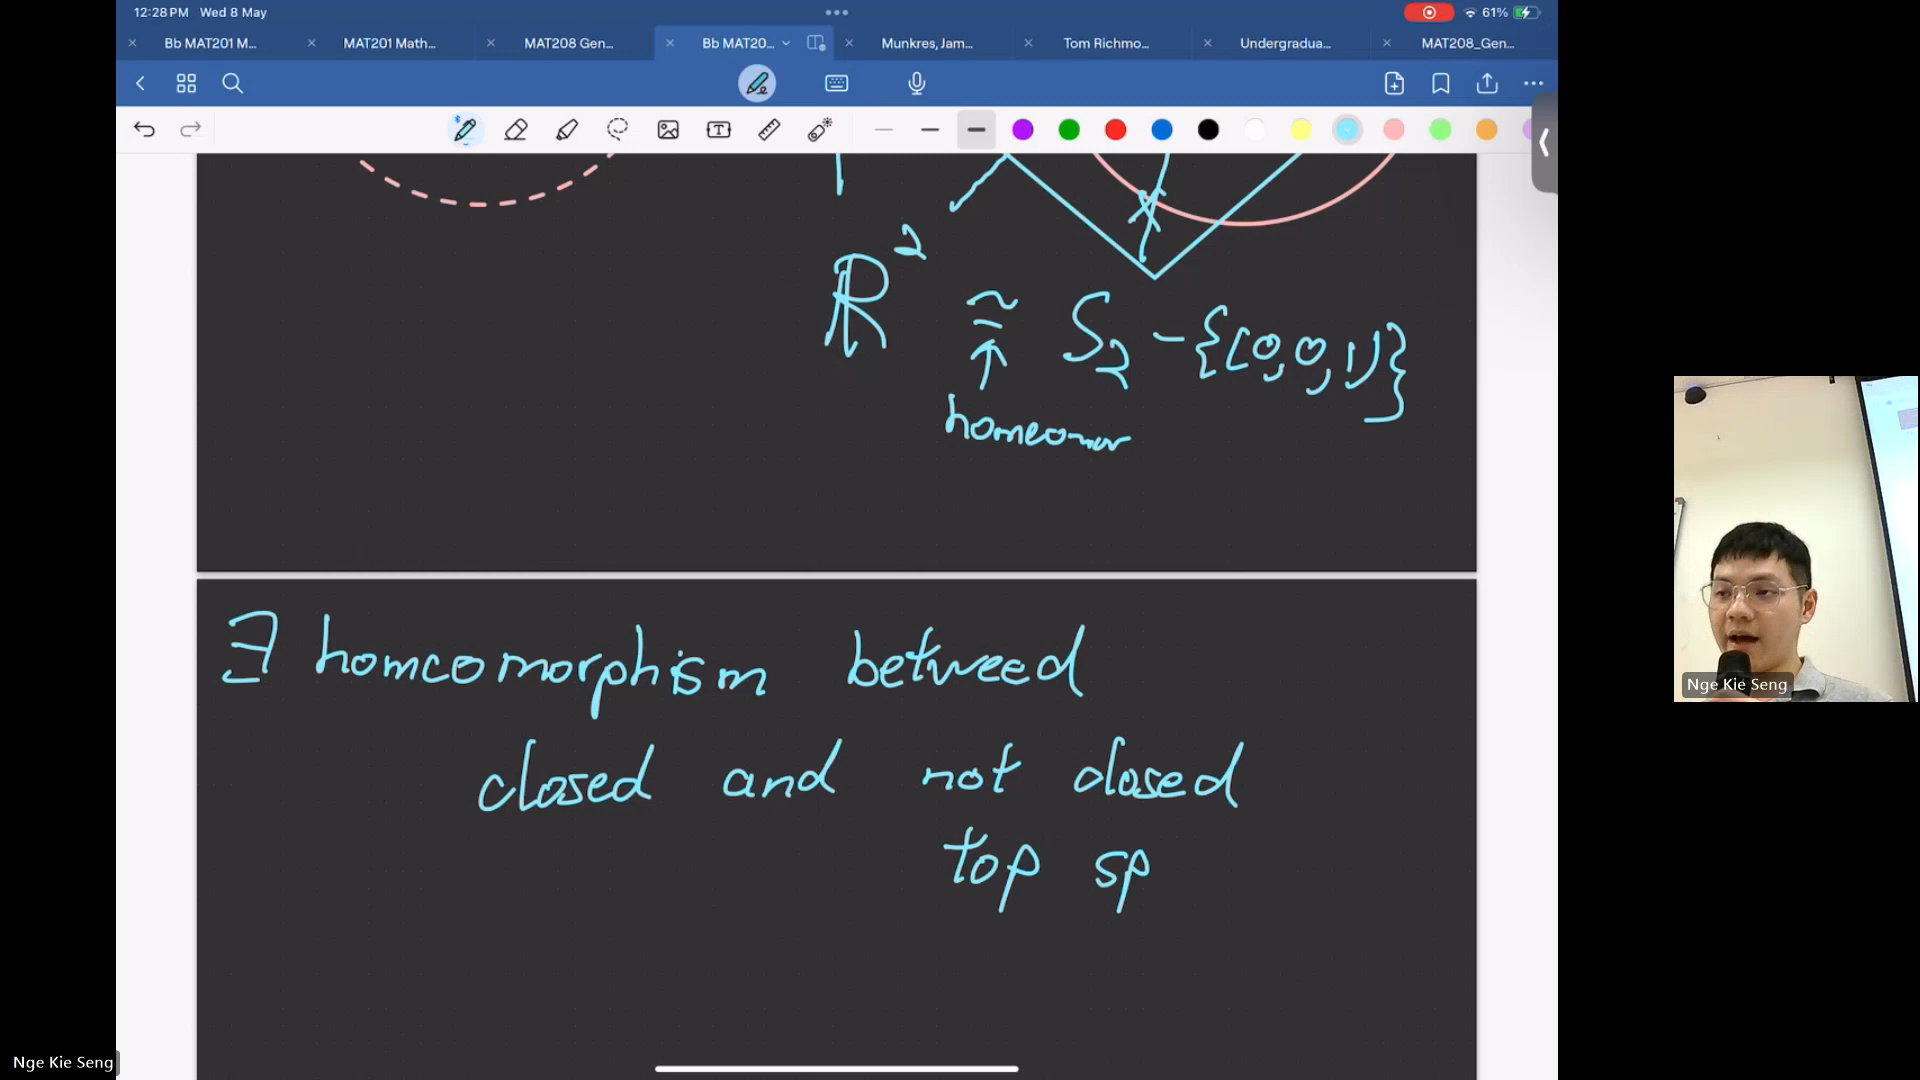 12:28 PM Wed 8 May
61%
Bb MAT201 M...
MAT201 Math...
MAT208 Gen...
Bb MAT20...
Munkres, Jam...
Tom Richmo...
Undergradua...
MAT208_Gen...
ℝ² ≅ S₂ - {(0,0,1)}
↑
homeomor
∃ homeomorphism betweed
closed and not closed
top sp
Nge Kie Seng
Nge Kie Seng